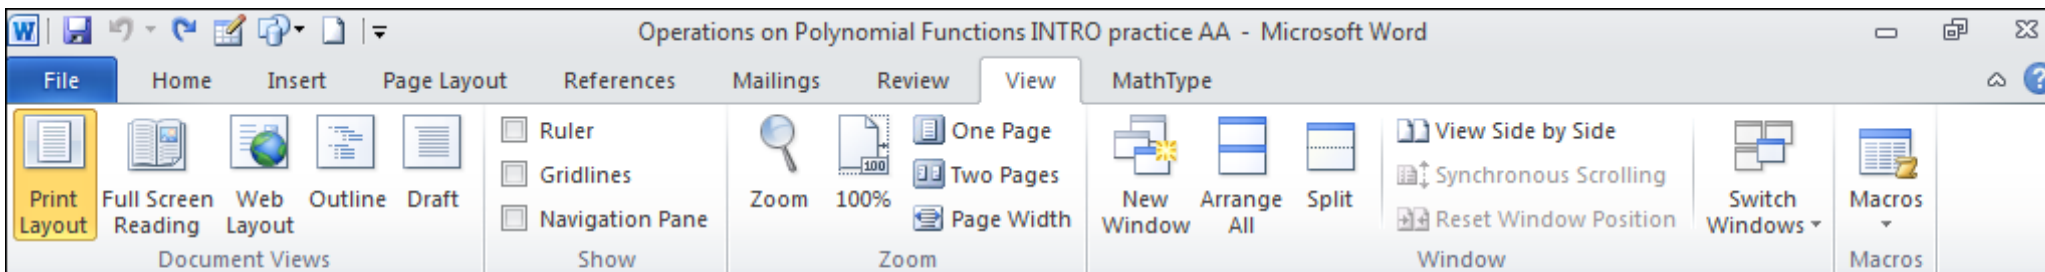 Operations on Polynomial Functions INTRO practice AA - Microsoft Word
File Home Insert Page Layout References Mailings Review View MathType
Print Layout
Full Screen Reading
Web Layout
Outline
Draft
Document Views
Ruler
Gridlines
Navigation Pane
Show
Zoom
100
100%
One Page
Two Pages
Page Width
Zoom
New Window
Arrange All
Split
View Side by Side
Synchronous Scrolling
Reset Window Position
Switch Windows
Window
Macros
Macros